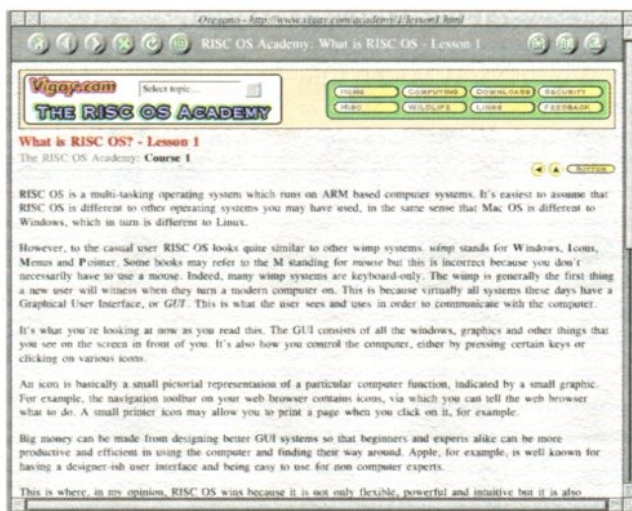 Oregano - http://www.vigay.com/academy/1/lesson1.html
RISC OS Academy: What is RISC OS - Lesson 1
Vigay.com
Select topic...
THE RISC OS ACADEMY
HOME
COMPUTING
DOWNLOADS
SECURITY
MISC
WILDLIFE
LINKS
FEEDBACK
What is RISC OS? - Lesson 1
The RISC OS Academy: Course 1
BOTTOM
RISC OS is a multi-tasking operating system which runs on ARM based computer systems. It's easiest to assume that
RISC OS is different to other operating systems you may have used, in the same sense that Mac OS is different to
Windows, which in turn is different to Linux.
However, to the casual user RISC OS looks quite similar to other wimp systems. wimp stands for Windows, Icons,
Menus and Pointer. Some books may refer to the M standing for mouse but this is incorrect because you don't
necessarily have to use a mouse. Indeed, many wimp systems are keyboard-only. The wimp is generally the first thing
a new user will witness when they turn a modern computer on. This is because virtually all systems these days have a
Graphical User Interface, or GUI. This is what the user sees and uses in order to communicate with the computer.
It's what you're looking at now as you read this. The GUI consists of all the windows, graphics and other things that
you see on the screen in front of you. It's also how you control the computer, either by pressing certain keys or
clicking on various icons.
An icon is basically a small pictorial representation of a particular computer function, indicated by a small graphic.
For example, the navigation toolbar on your web browser contains icons, via which you can tell the web browser
what to do. A small printer icon may allow you to print a page when you click on it, for example.
Big money can be made from designing better GUI systems so that beginners and experts alike can be more
productive and efficient in using the computer and finding their way around. Apple, for example, is well known for
having a designer-ish user interface and being easy to use for non computer experts.
This is where, in my opinion, RISC OS wins because it is not only flexible, powerful and intuitive but it is also